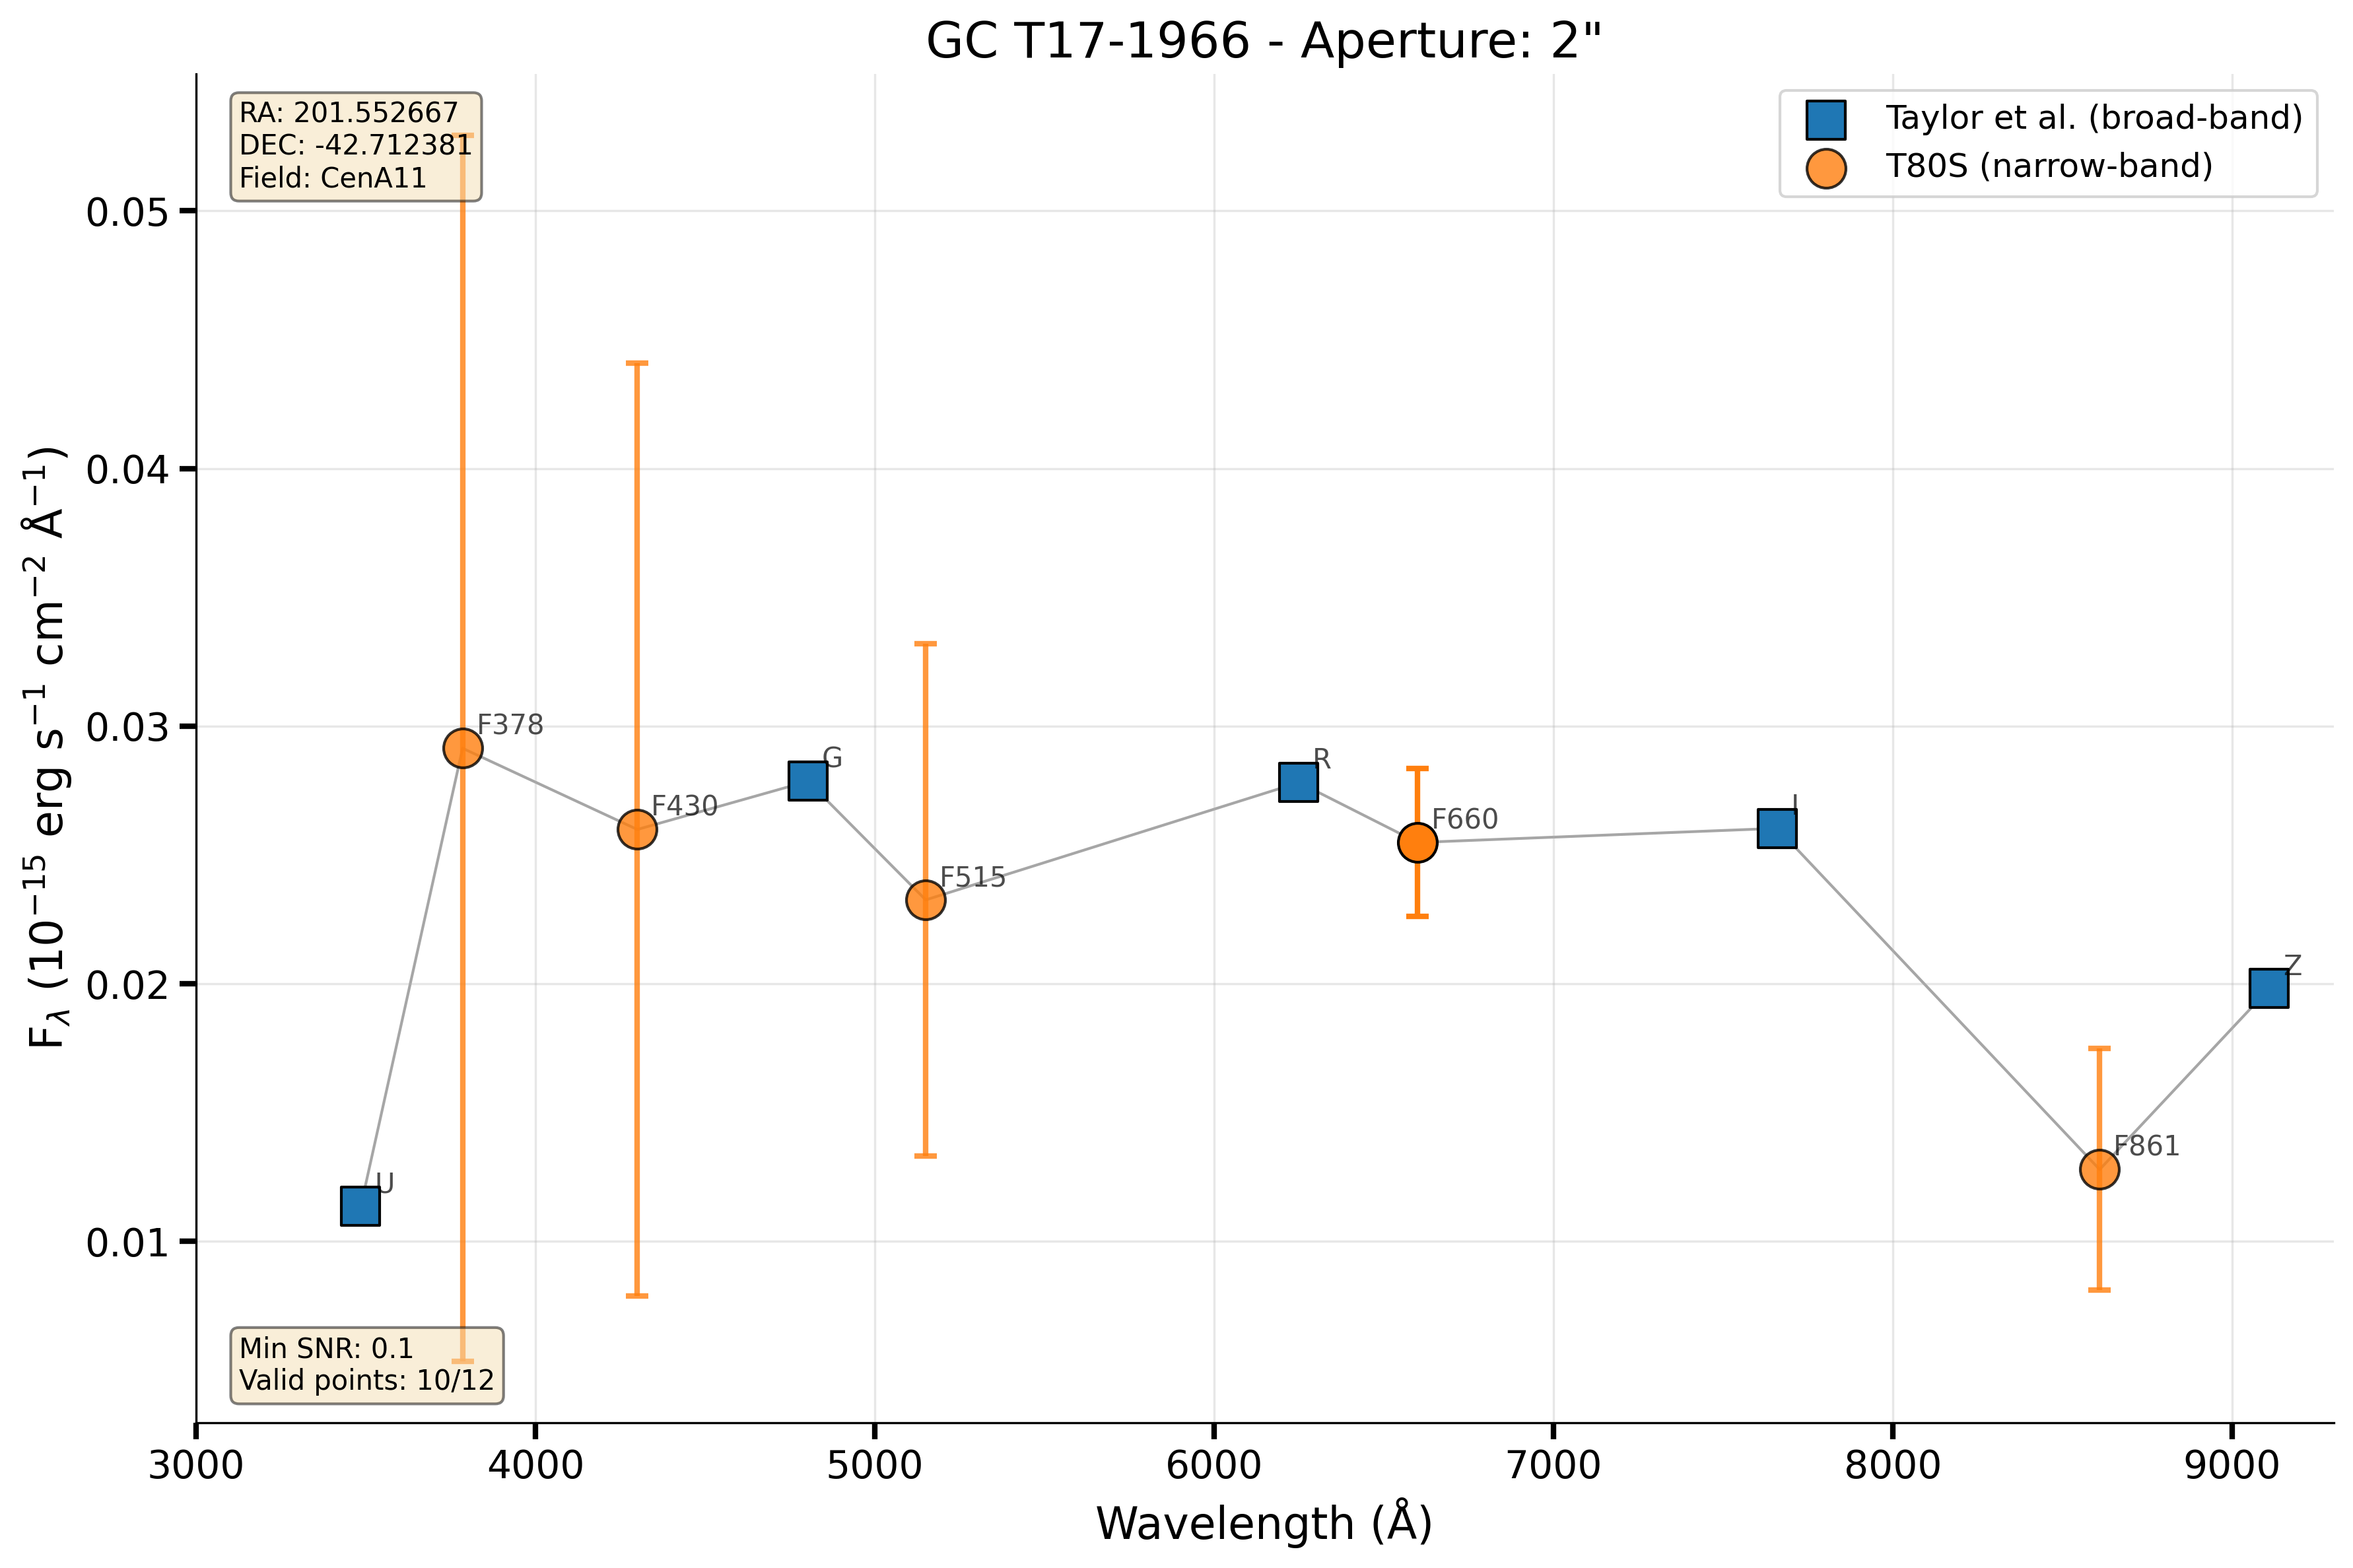 GC T17-1966 - Aperture: 2"
RA: 201.552667
DEC: -42.712381
Field: CenA11
Taylor et al. (broad-band)
T80S (narrow-band)
0.05
0.04
0.03
0.02
0.01
F378
F430
G
F515
R
F660
I
Z
F861
U
Min SNR: 0.1
Valid points: 10/12
3000 4000 5000 6000 7000 8000 9000
Wavelength (Å)
Fλ (10⁻¹⁵ erg s⁻¹ cm⁻² Å⁻¹)